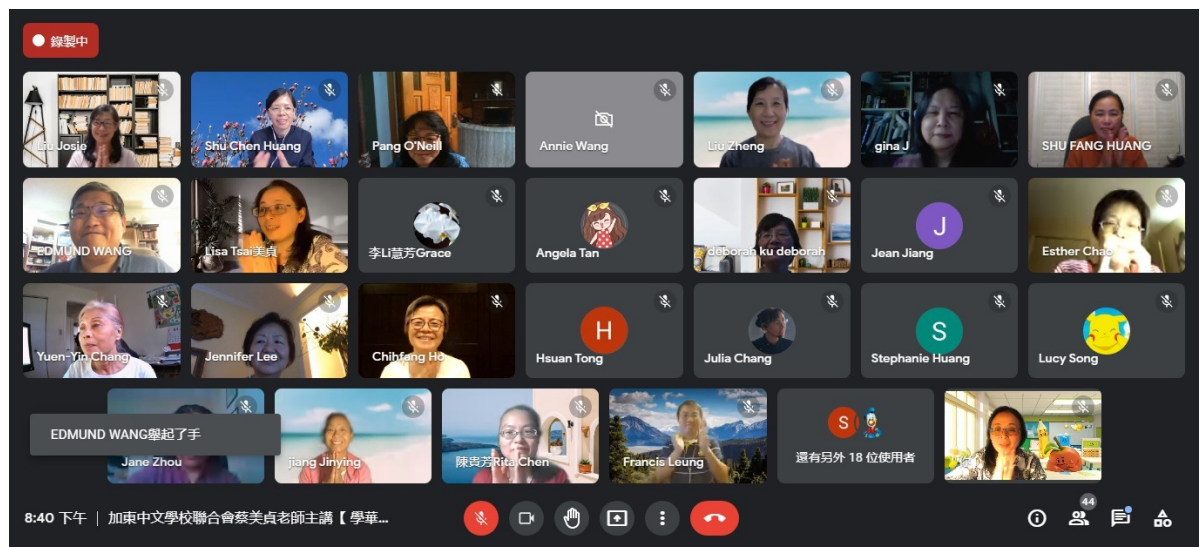 錄製中
Liu Josie
Shu Chen Huang
Pang O'Neill
Annie Wang
Liu Zheng
gina J
SHU FANG HUANG
EDMUND WANG
Lisa Tsai美貞
李Li慧芳Grace
Angela Tan
deborah ku deborah
J
Jean Jiang
Esther Chao
Yuen-Yin Chang
Jennifer Lee
Chihfang Ho
H
Hsuan Tong
Julia Chang
S
Stephanie Huang
Lucy Song
EDMUND WANG舉起了手
Jane Zhou
jiang Jinying
陳貴芳Rita Chen
Francis Leung
S
還有另外 18 位使用者
8:40 下午 | 加東中文學校聯合會蔡美貞老師主講【 學華...
44